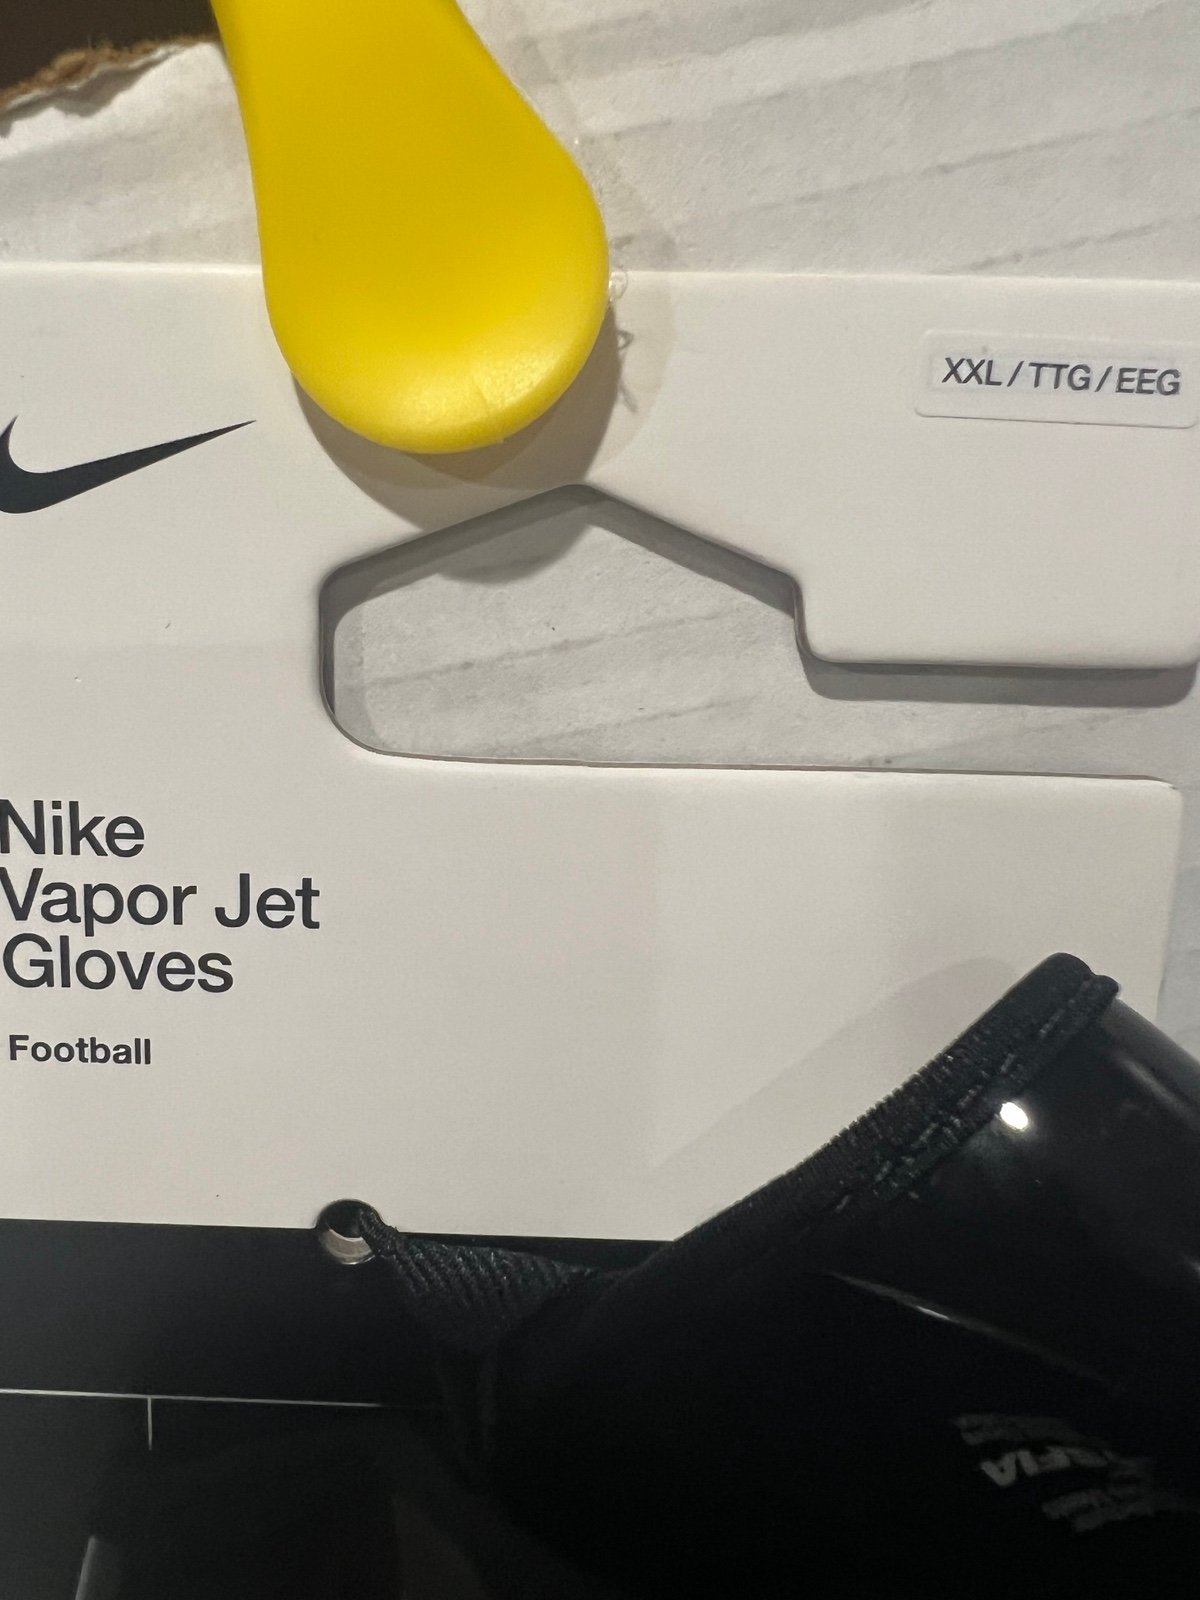 XXL/TTG/EEG
Nike
Vapor Jet
Gloves
Football